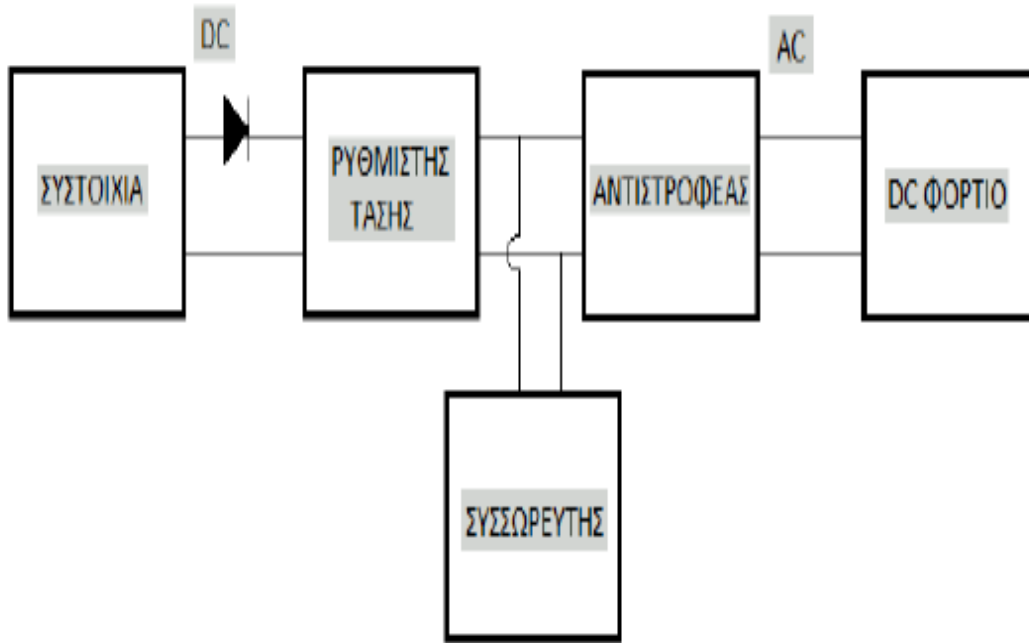 DC
AC
ΣΥΣΤΟΙΧΙΑ
ΡΥΘΜΙΣΤΗΣ
ΤΑΣΗΣ
ΑΝΤΙΣΤΡΟΦΕΑΣ
DC ΦΟΡΤΙΟ
ΣΥΣΣΩΡΕΥΤΗΣ